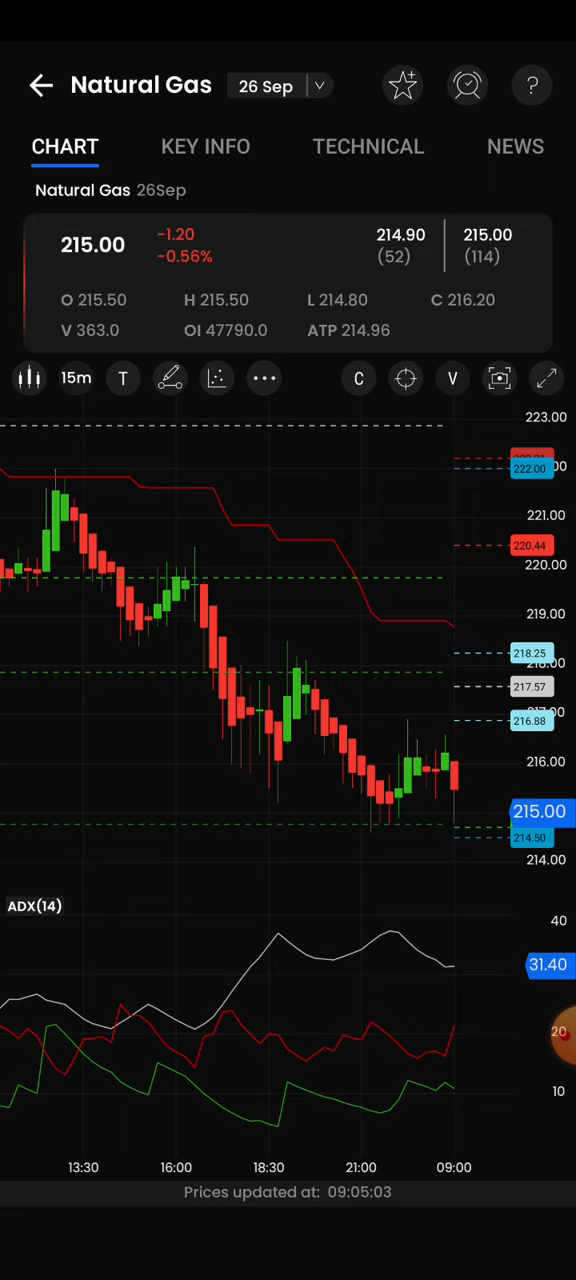 Natural Gas 26 Sep
CHART KEY INFO TECHNICAL NEWS
Natural Gas 26Sep
215.00 -1.20 -0.56% 214.90 (52) 215.00 (114)
O 215.50 H 215.50 L 214.80 C 216.20
V 363.0 OI 47790.0 ATP 214.96
15m T C V
223.00
222.00
221.00
220.44
220.00
219.00
218.25
217.57
216.88
216.00
215.00
214.50
214.00
ADX(14)
40
31.40
20
10
13:30 16:00 18:30 21:00 09:00
Prices updated at: 09:05:03